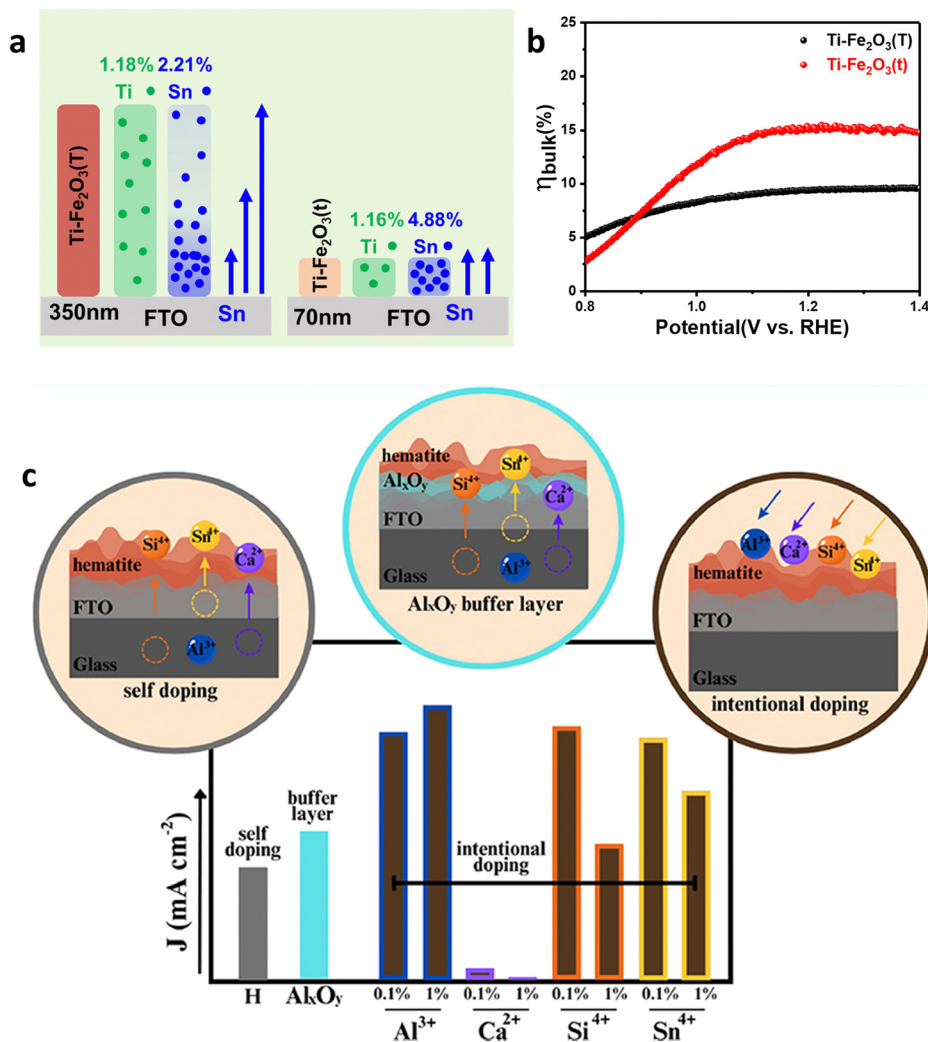 a
1.18% 2.21%
Ti Sn
Ti-Fe₂O₃(T)
350nm FTO Sn
1.16% 4.88%
Ti Sn
Ti-Fe₂O₃(t)
70nm FTO Sn
b
Ti-Fe₂O₃(T)
Ti-Fe₂O₃(t)
ηbulk(%)
25
20
15
10
5
0
0.8 1.0 1.2 1.4
Potential(V vs. RHE)
c
Si⁴⁺ Sn⁴⁺ Ca²⁺
hematite
FTO
Glass Al³⁺
self doping
hematite Sn⁴⁺
AlₓOᵧ Si⁴⁺ Ca²⁺
FTO
Glass Al³⁺
AlₓOᵧ buffer layer
Al³⁺ Ca²⁺ Si⁴⁺ Sn⁴⁺
hematite
FTO
Glass
intentional doping
J (mA cm⁻²)
self
doping
buffer
layer
intentional
doping
H AlₓOᵧ
0.1% 1% 0.1% 1% 0.1% 1% 0.1% 1%
Al³⁺ Ca²⁺ Si⁴⁺ Sn⁴⁺